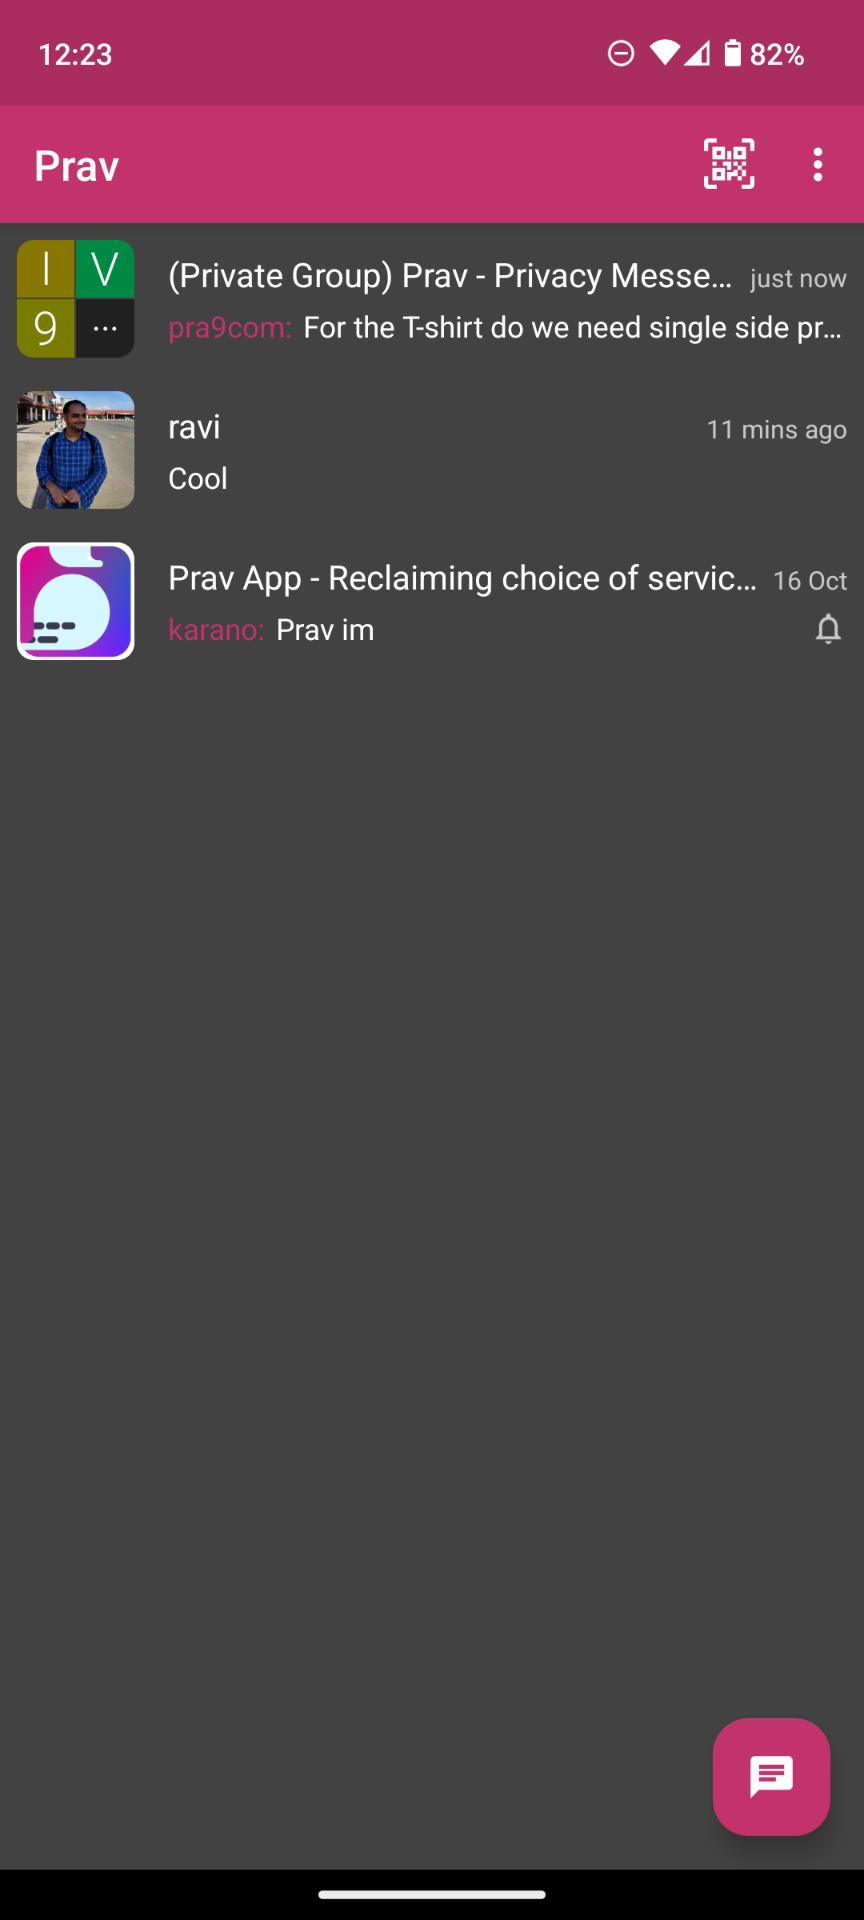 12:23
82%
Prav
I V
(Private Group) Prav - Privacy Messe... just now
9 ...
pra9com: For the T-shirt do we need single side pr...
ravi 11 mins ago
Cool
Prav App - Reclaiming choice of servic... 16 Oct
karano: Prav im